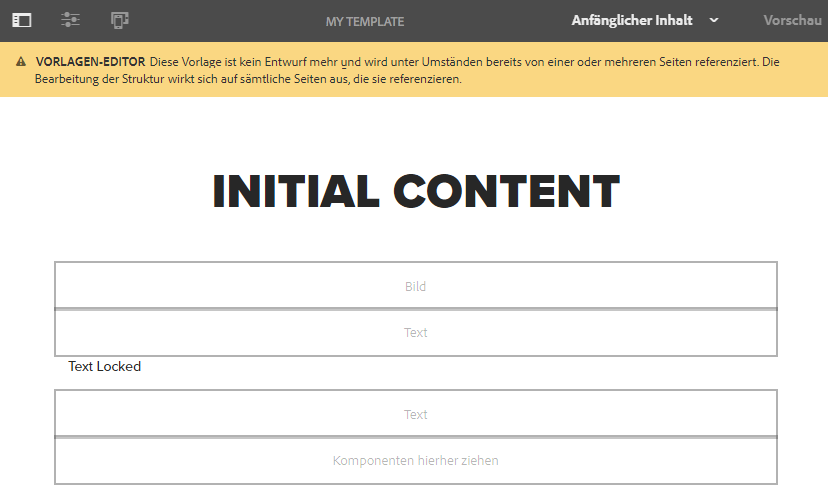 MY TEMPLATE
Anfänglicher Inhalt
Vorschau
VORLAGEN-EDITOR Diese Vorlage ist kein Entwurf mehr und wird unter Umständen bereits von einer oder mehreren Seiten referenziert. Die
Bearbeitung der Struktur wirkt sich auf sämtliche Seiten aus, die sie referenzieren.
INITIAL CONTENT
Bild
Text
Text Locked
Text
Komponenten hierher ziehen